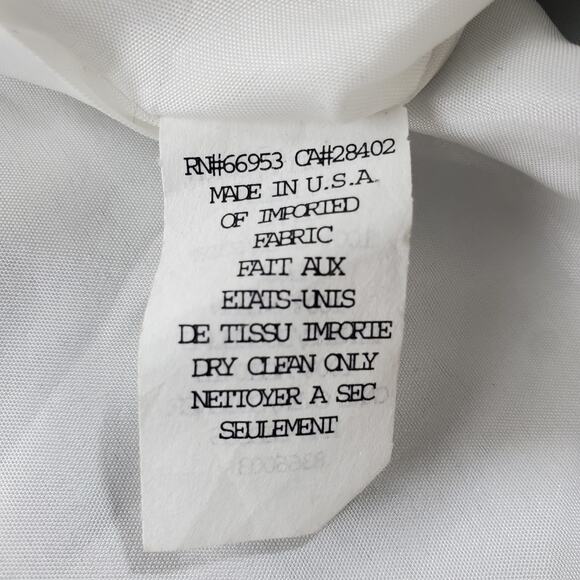 RN#66953 CA#28402
MADE IN U.S.A.
OF IMPORTED
FABRIC
FAIT AUX
ETATS-UNIS
DE TISSU IMPORTE
DRY CLEAN ONLY
NETTOYER A SEC
SEULEMENT